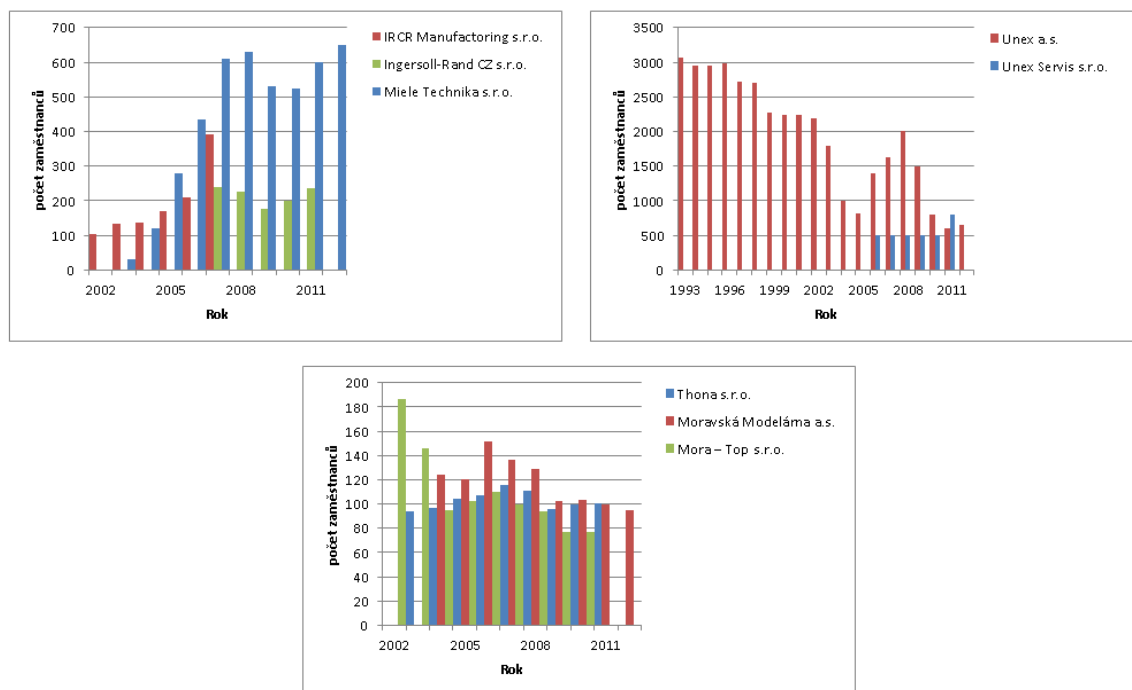 700
600
500
400
300
200
100
0
počet zaměstnanců
2002 2005 2008 2011
Rok
IRCR Manufactoring s.r.o.
Ingersoll-Rand CZ s.r.o.
Miele Technika s.r.o.
3500
3000
2500
2000
1500
1000
500
0
počet zaměstnanců
1993 1996 1999 2002 2005 2008 2011
Rok
Unex a.s.
Unex Servis s.r.o.
200
180
160
140
120
100
80
60
40
20
0
počet zaměstnanců
2002 2005 2008 2011
Rok
Thona s.r.o.
Moravská Modelárna a.s.
Mora – Top s.r.o.